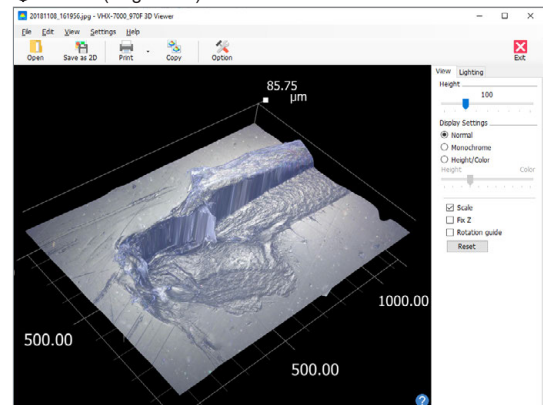 20181108_161956.jpg - VHX-7000_970F 3D Viewer
File Edit View Settings Help
Open Save as 2D Print Copy Option Exit
View Lighting
Height
100
Display Settings
Normal
Monochrome
Height/Color
Height Color
Scale
Fix Z
Rotation guide
Reset
85.75
μm
1000.00
500.00
500.00
?